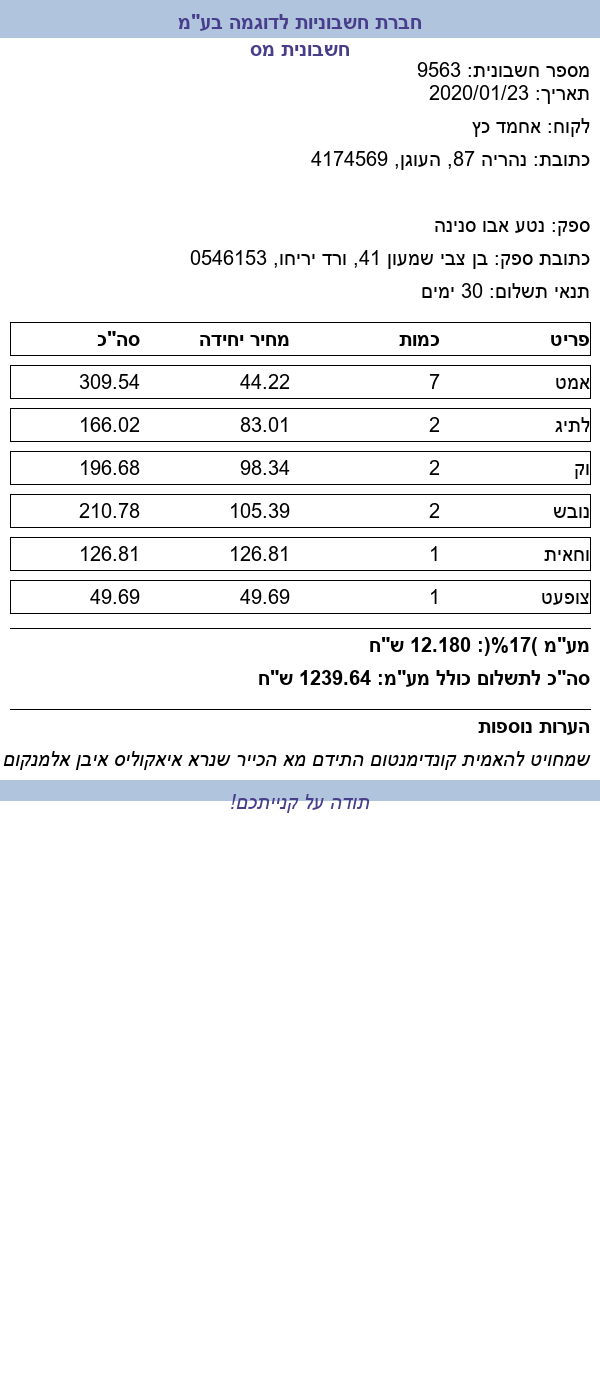 חברת חשבוניות לדוגמה בע"מ
חשבונית מס
מספר חשבונית: 9563
תאריך: 2020/01/23
לקוח: אחמד כץ
כתובת: נהריה 87, העוגן, 4174569
ספק: נטע אבו סנינה
כתובת ספק: בן צבי שמעון 41, ורד יריחו, 0546153
תנאי תשלום: 30 ימים
פריט כמות מחיר יחידה סה"כ
אמט 7 44.22 309.54
לתיג 2 83.01 166.02
וק 2 98.34 196.68
נובש 2 105.39 210.78
וחאית 1 126.81 126.81
צופעט 1 49.69 49.69
מע"מ )17%(: 12.180 ש"ח
סה"כ לתשלום כולל מע"מ: 1239.64 ש"ח
הערות נוספות
שמחויט להאמית קונדימנטום התידם מא הכייר שנרא איאקוליס איבן אלמנקום
תודה על קנייתכם!